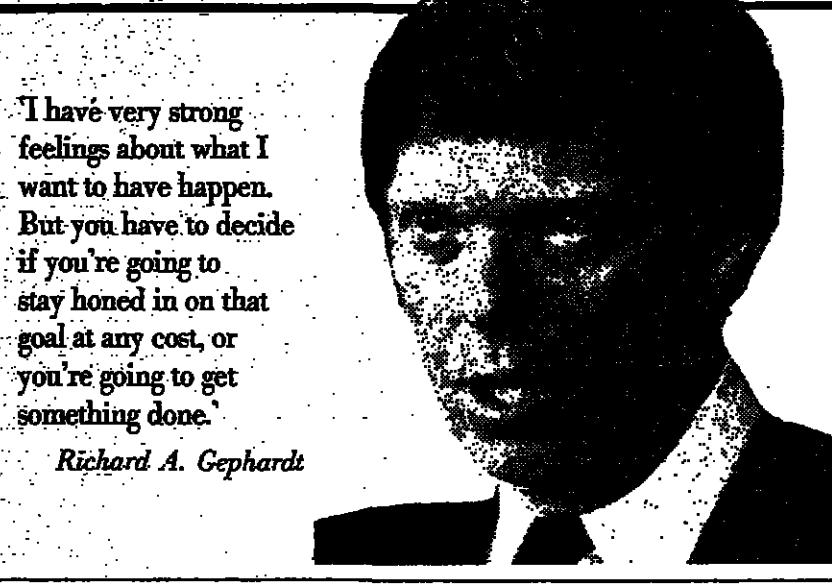 'I have very strong
feelings about what I
want to have happen.
But you have to decide
if you're going to
stay honed in on that
goal at any cost, or
you're going to get
something done.'
Richard A. Gephardt